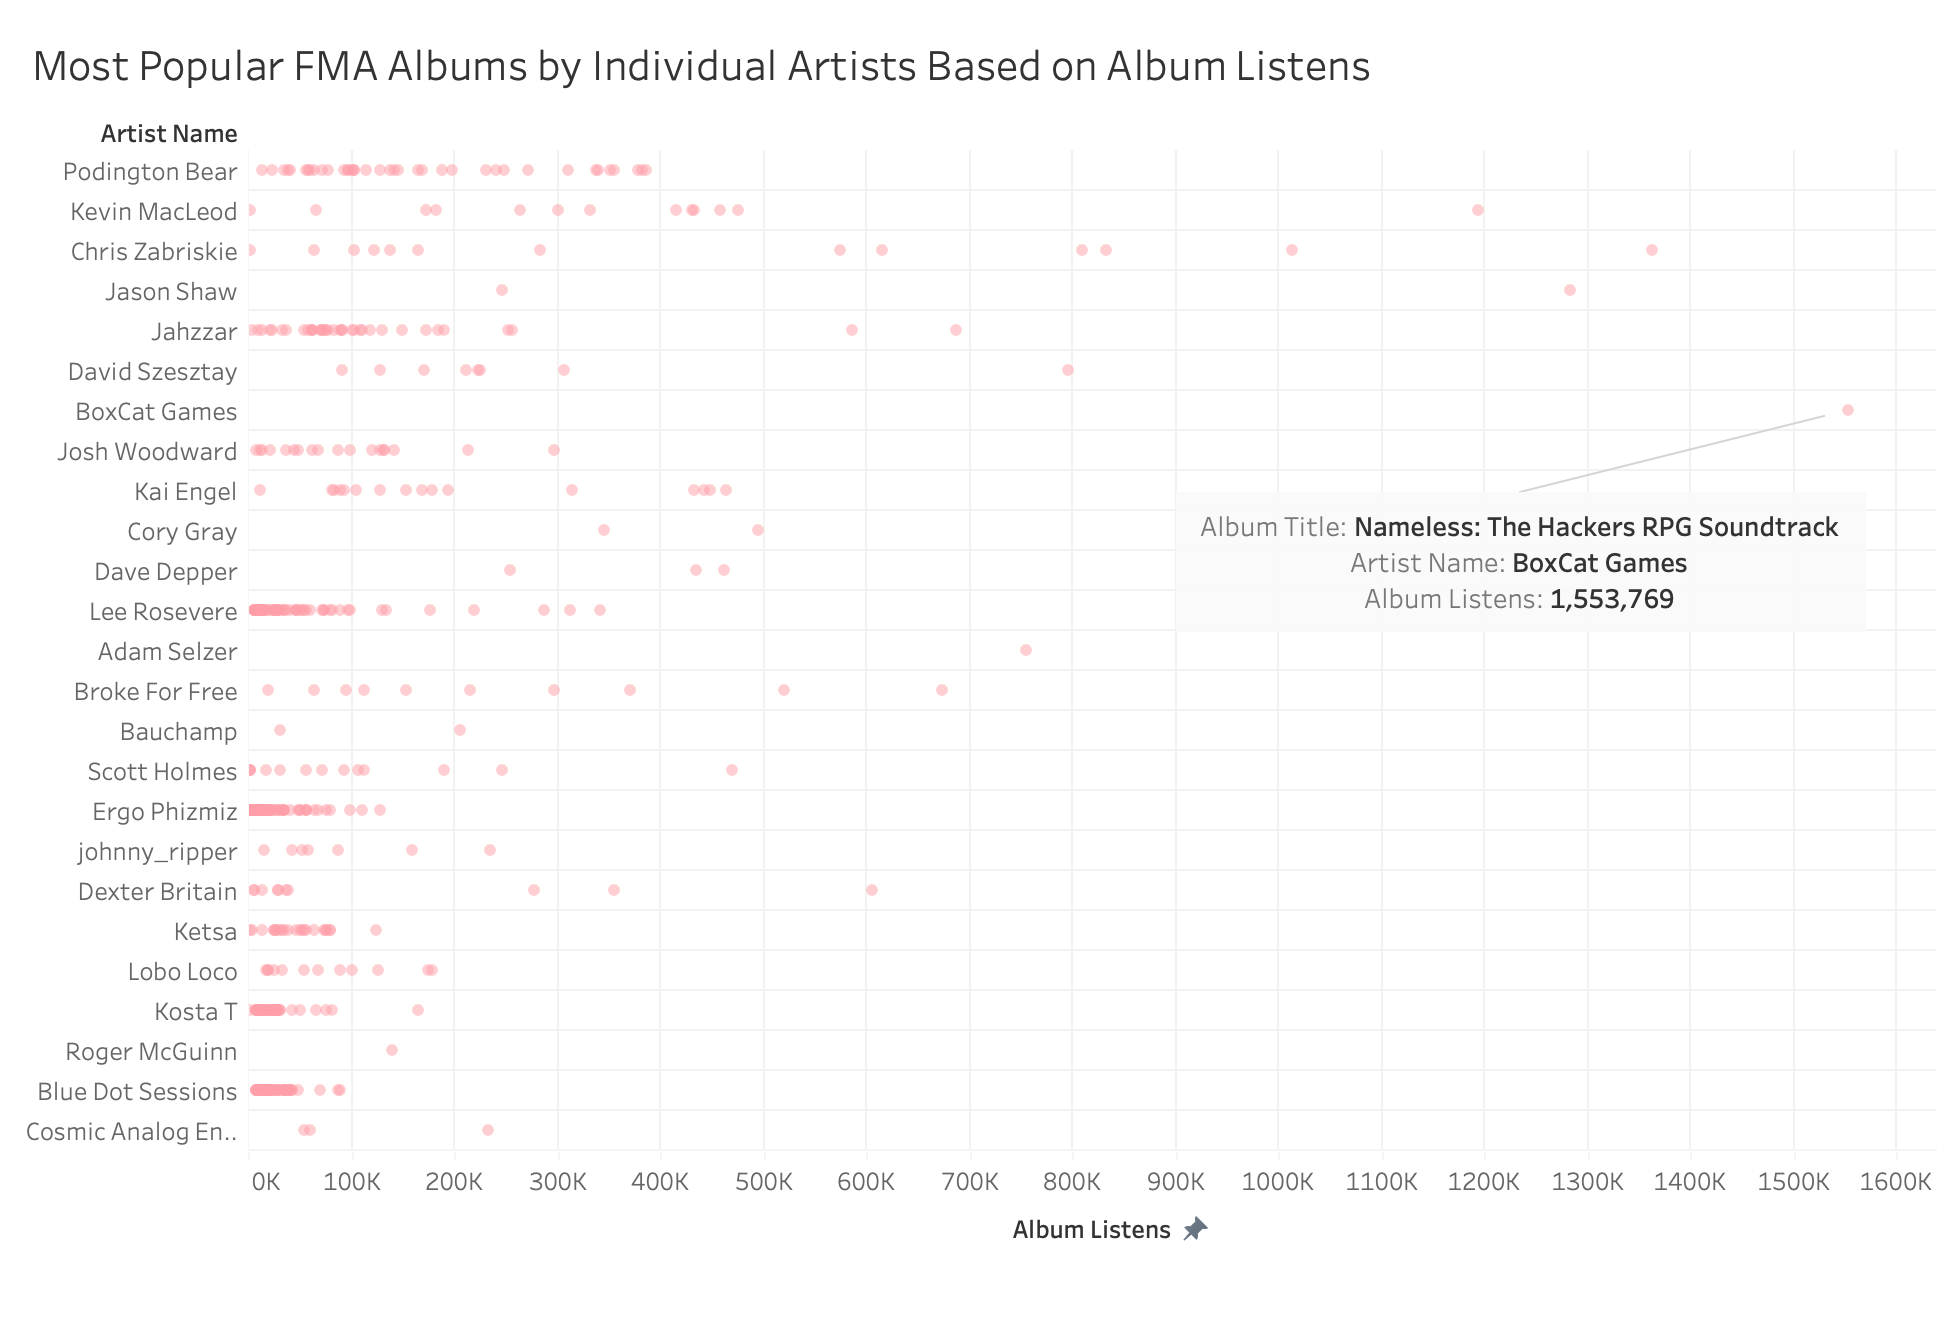 Most Popular FMA Albums by Individual Artists Based on Album Listens
Artist Name
Podington Bear
Kevin MacLeod
Chris Zabriskie
Jason Shaw
Jahzzar
David Szesztay
BoxCat Games
Josh Woodward
Kai Engel
Cory Gray
Dave Depper
Lee Rosevere
Adam Selzer
Broke For Free
Bauchamp
Scott Holmes
Ergo Phizmiz
johnny_ripper
Dexter Britain
Ketsa
Lobo Loco
Kosta T
Roger McGuinn
Blue Dot Sessions
Cosmic Analog En..
Album Title: Nameless: The Hackers RPG Soundtrack
Artist Name: BoxCat Games
Album Listens: 1,553,769
0K 100K 200K 300K 400K 500K 600K 700K 800K 900K 1000K 1100K 1200K 1300K 1400K 1500K 1600K
Album Listens